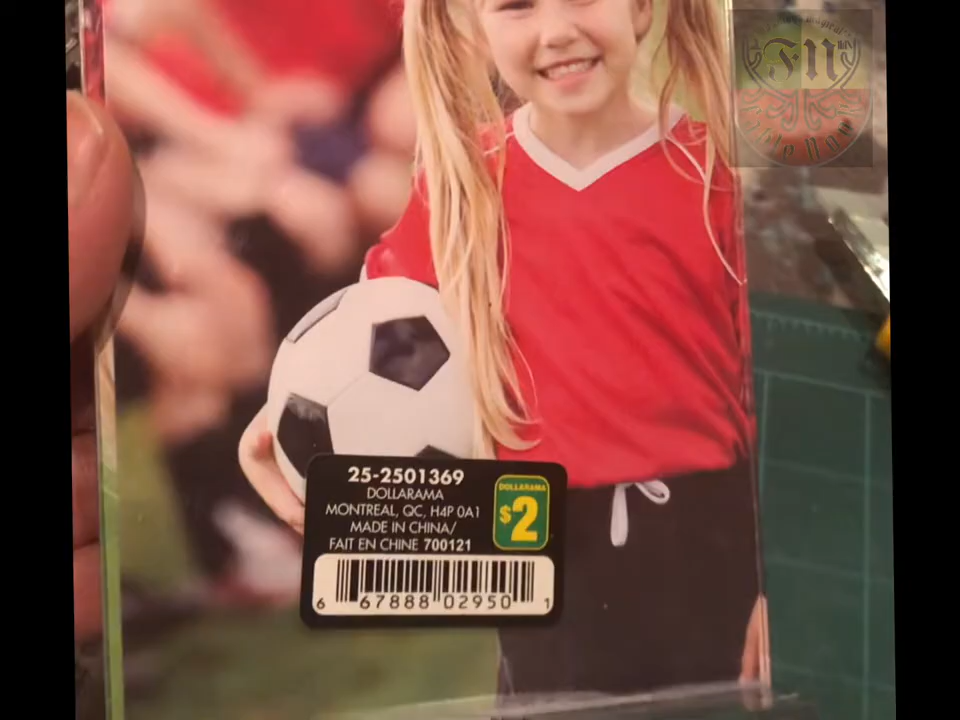 25-2501369
DOLLARAMA
MONTREAL, QC, H4P 0A1
MADE IN CHINA/
FAIT EN CHINE 700121
DOLLARAMA
$2
6 67888 02950 1